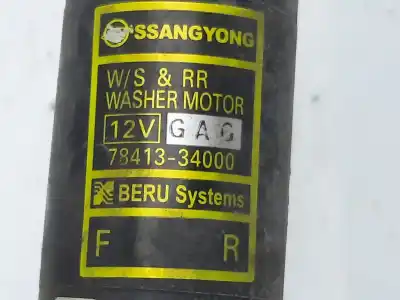 SSANGYONG
W/S & RR
WASHER MOTOR
12V GAC
78413-34000
BERU Systems
F R